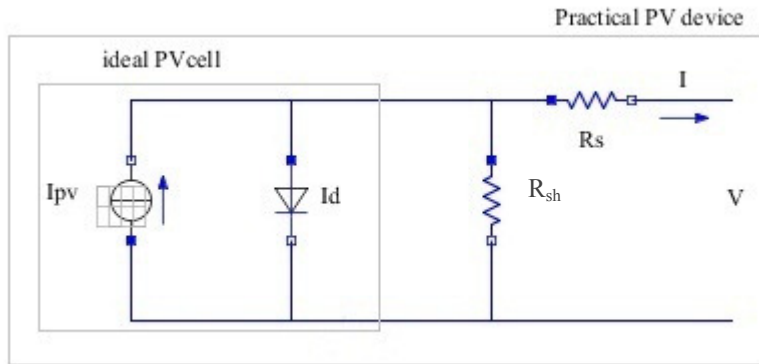 Practical PV device
ideal PVcell
I
Rs
Ipv
Id
Rsh
V